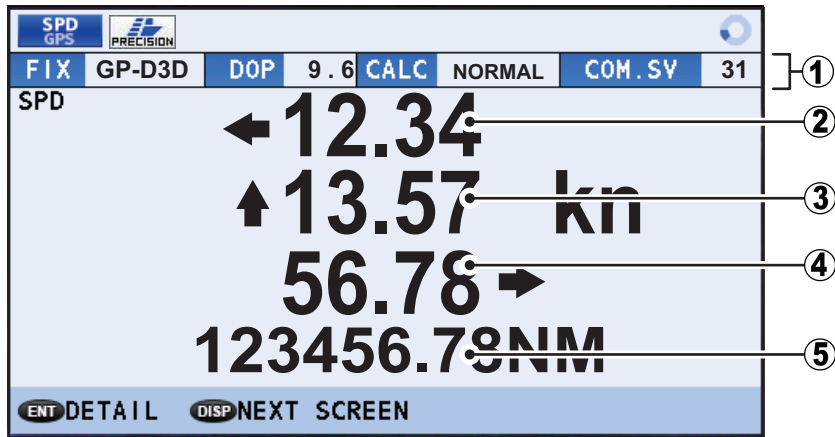 SPD
GPS
PRECISION
FIX GP-D3D DOP 9.6 CALC NORMAL COM.SV 31 ①
SPD
← 12.34 ②
↑ 13.57 kn ③
56.78 → ④
123456.78NM ⑤
ENT DETAIL DISP NEXT SCREEN